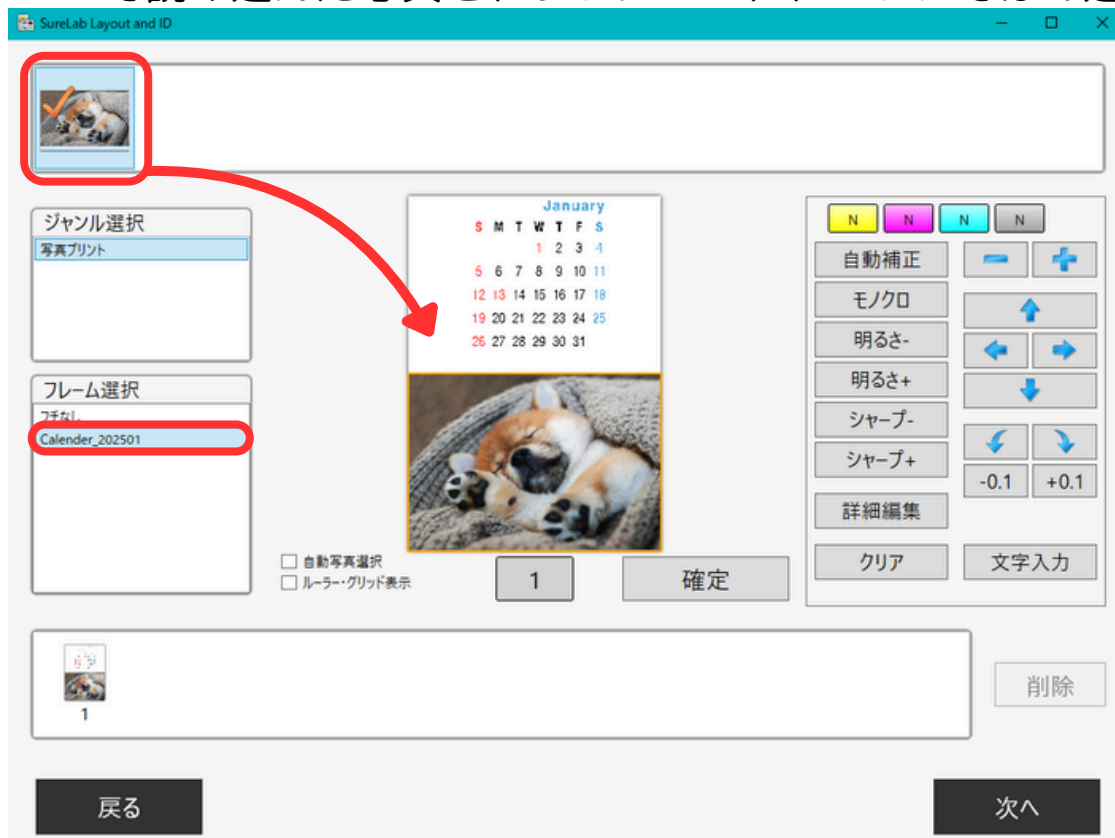 SureLab Layout and ID
ジャンル選択
写真プリント
フレーム選択
フチなし
Calender_202501
January
S M T W T F S
1 2 3 4
5 6 7 8 9 10 11
12 13 14 15 16 17 18
19 20 21 22 23 24 25
26 27 28 29 30 31
自動写真選択
ルーラー・グリッド表示
1
確定
N N N N
自動補正
モノクロ
明るさ-
明るさ+
シャープ-
シャープ+
詳細編集
クリア
-0.1 +0.1
文字入力
1
削除
戻る
次へ